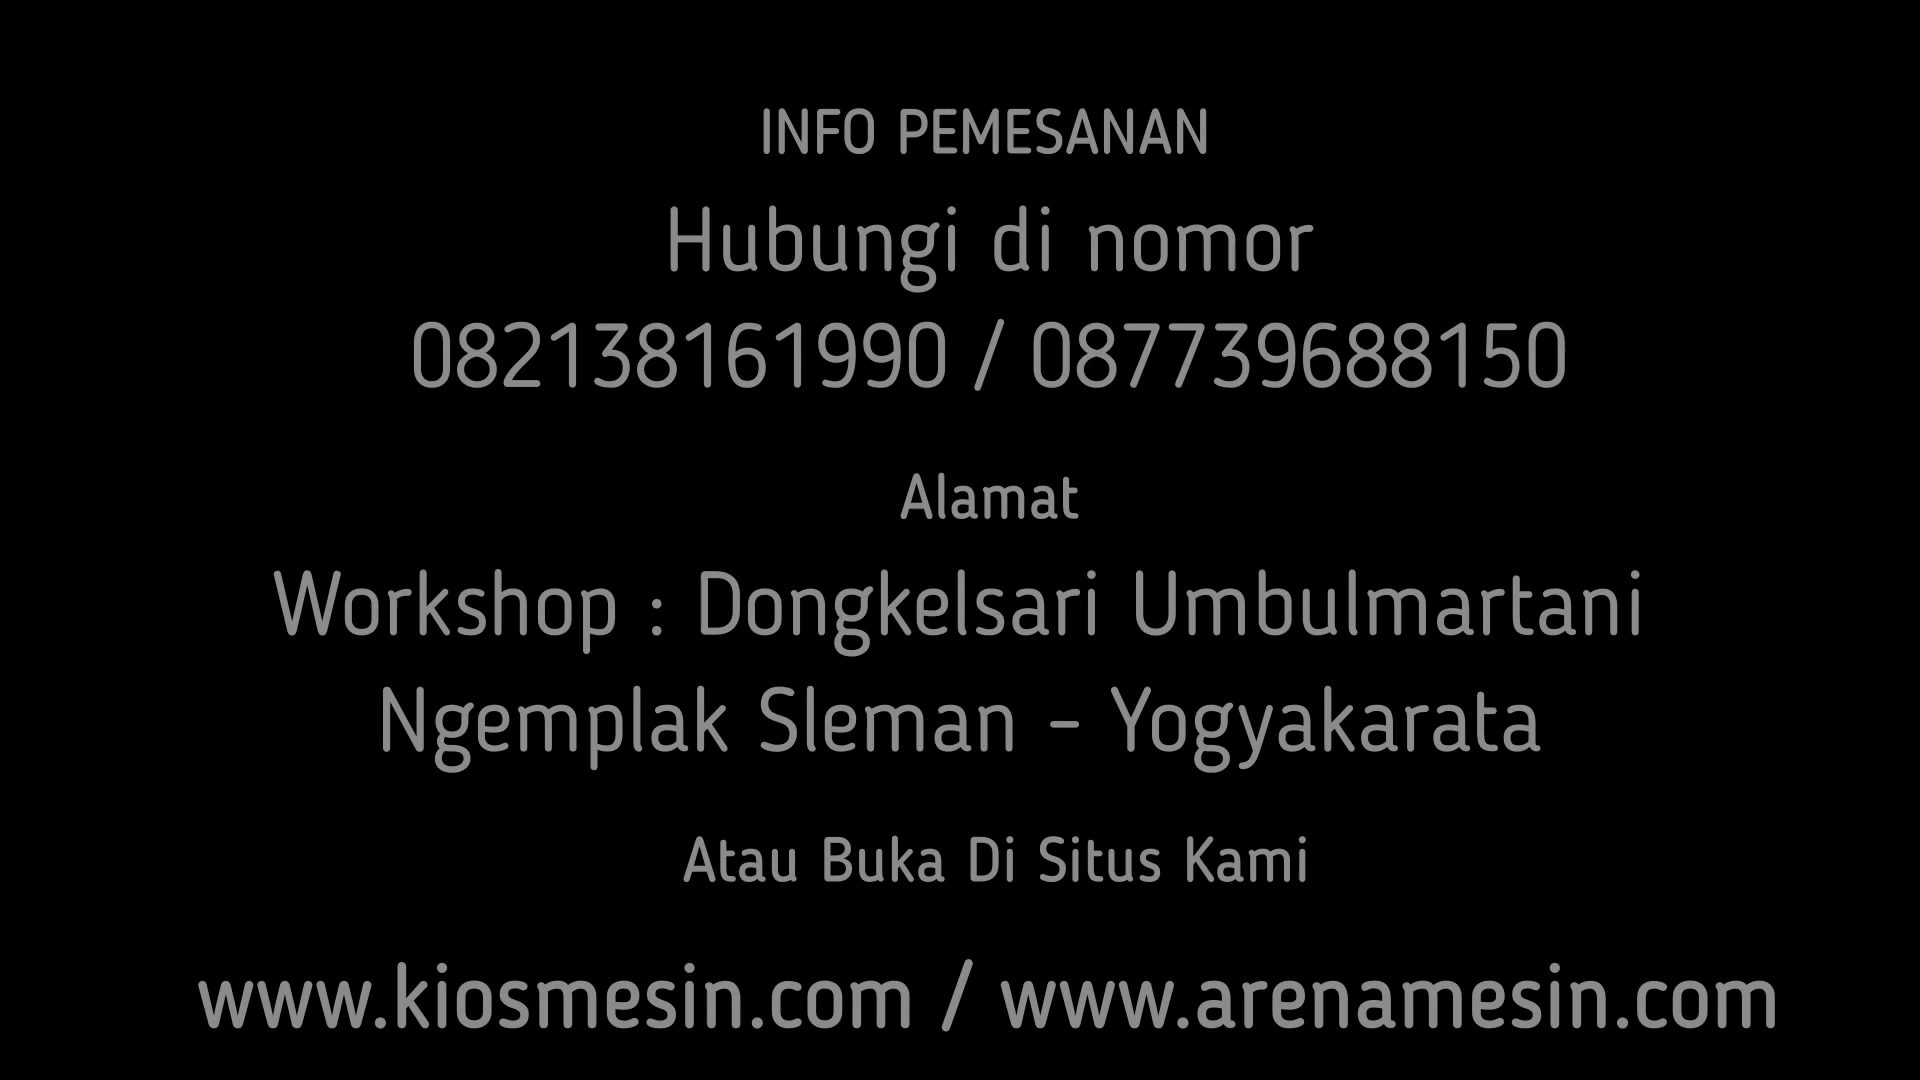 INFO PEMESANAN
Hubungi di nomor
082138161990 / 087739688150
Alamat
Workshop : Dongkelsari Umbulmartani
Ngemplak Sleman - Yogyakarata
Atau Buka Di Situs Kami
www.kiosmesin.com / www.arenamesin.com